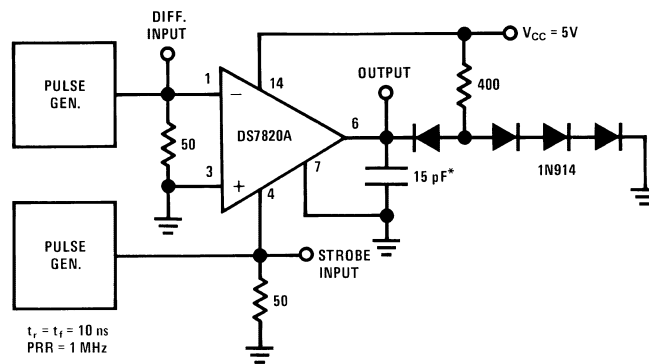 DIFF.
INPUT
V_CC = 5V
PULSE
GEN.
1
14
OUTPUT
400
−
50
DS7820A
6
3
+
7
4
15 pF*
1N914
PULSE
GEN.
STROBE
INPUT
50
t_r = t_f = 10 ns
PRR = 1 MHz